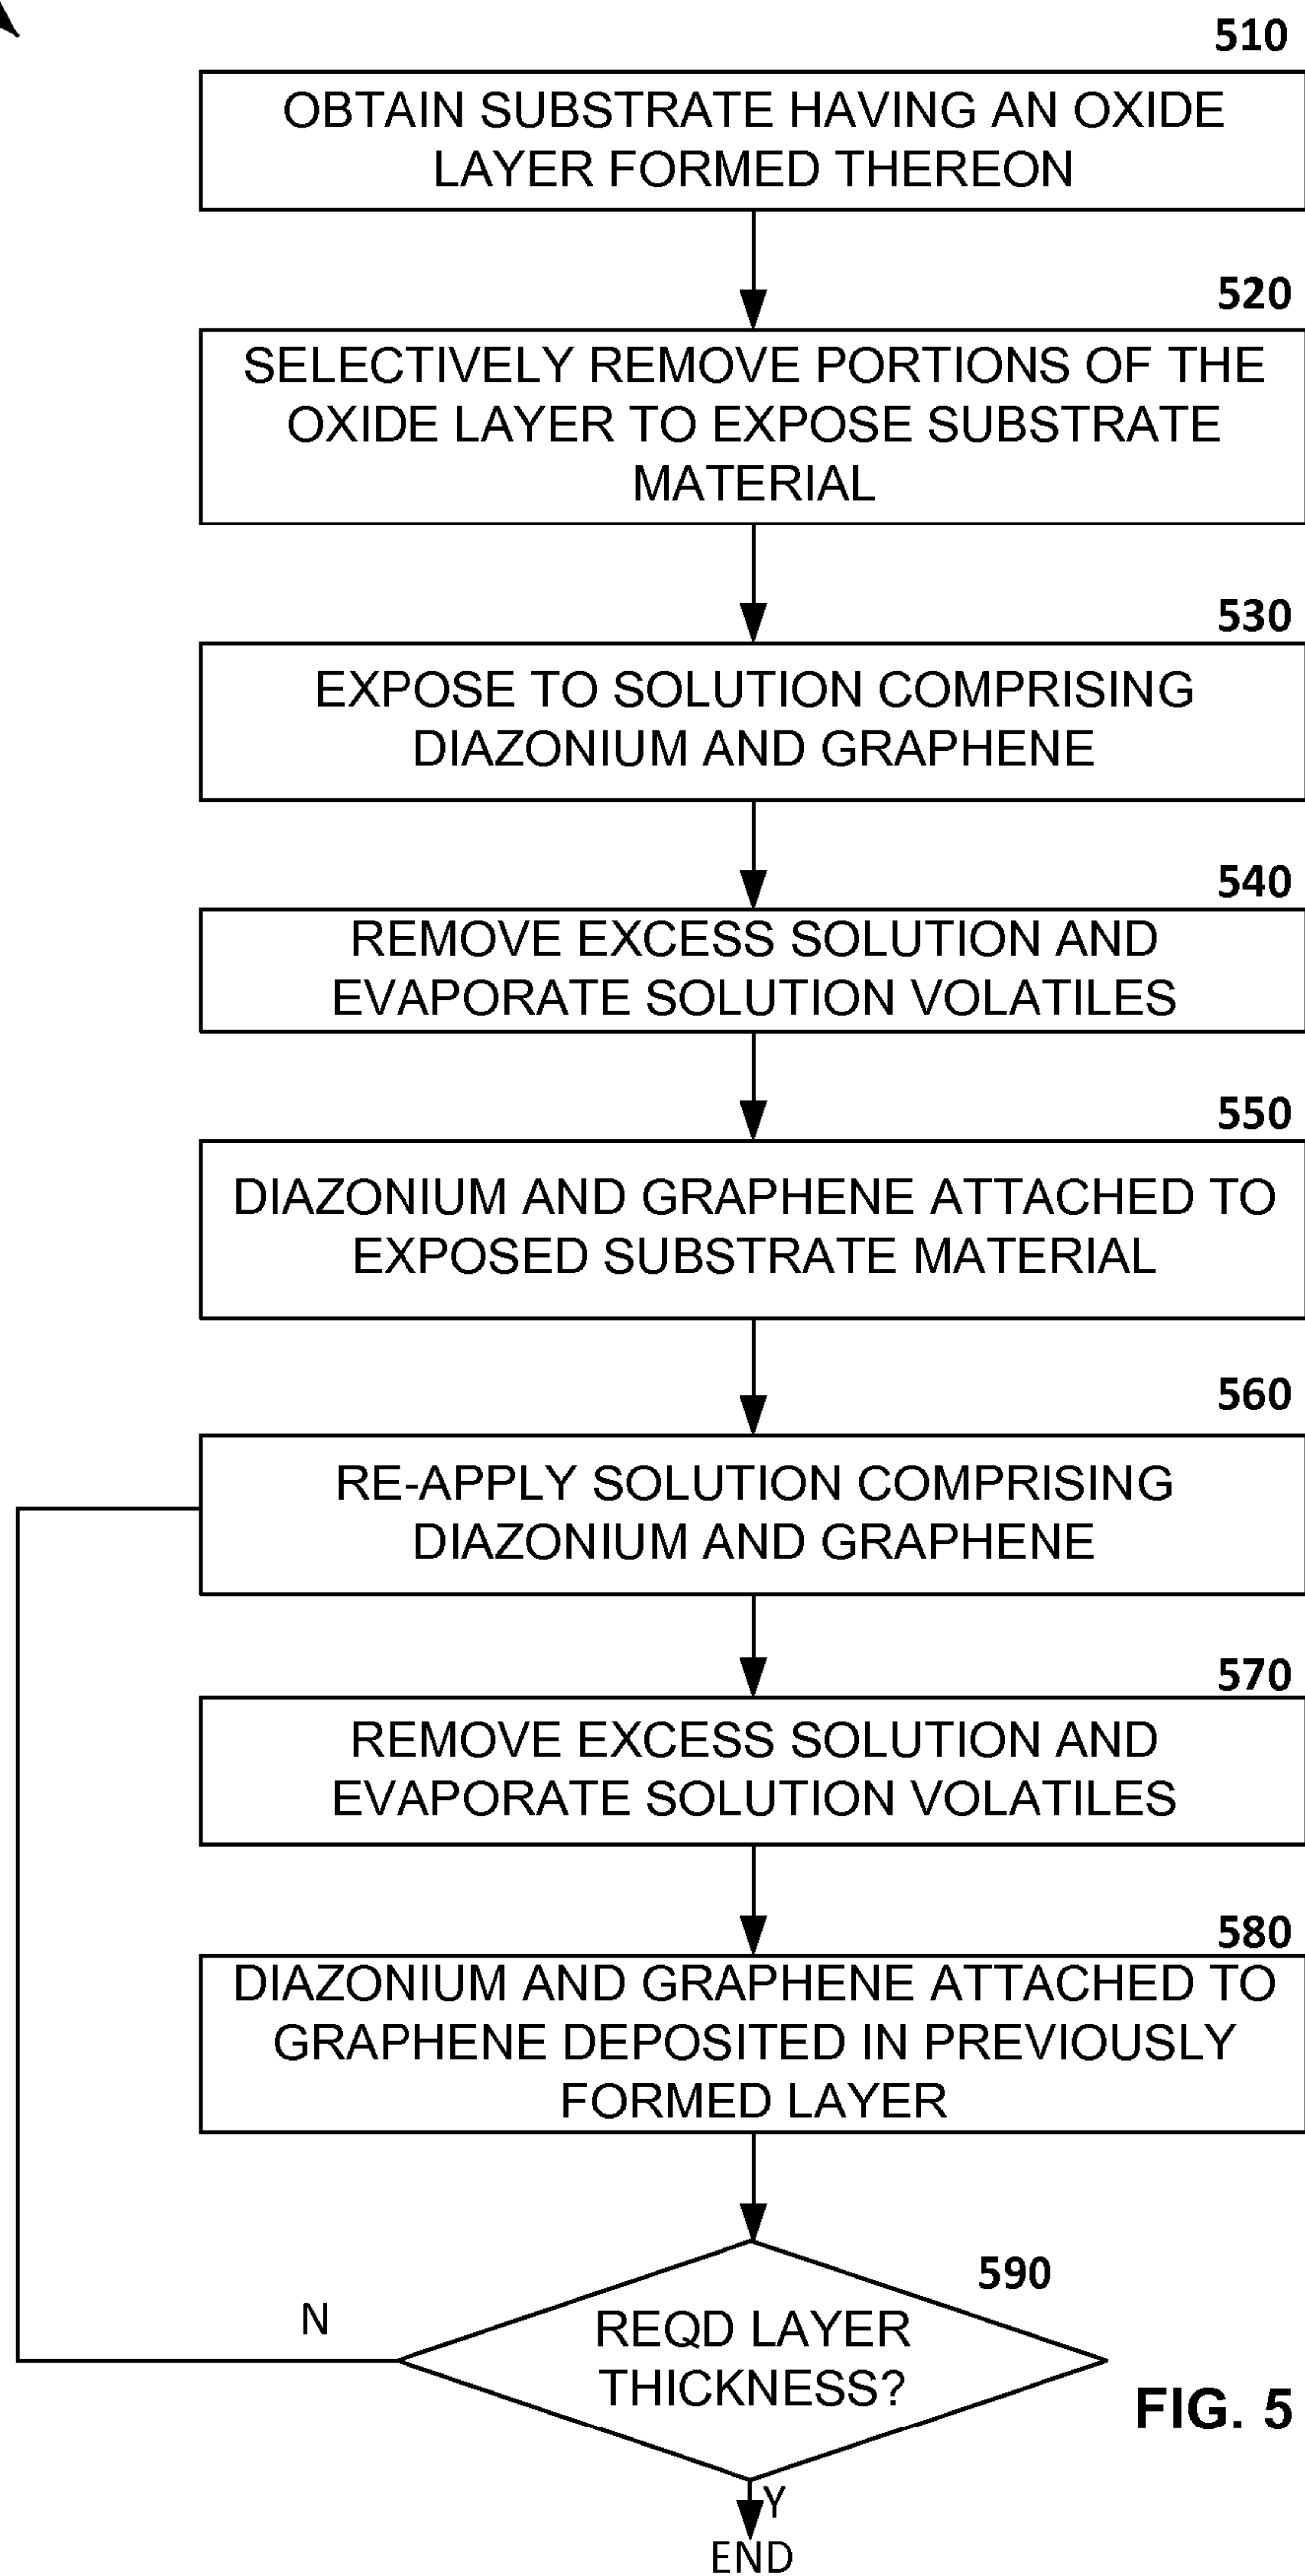 510
OBTAIN SUBSTRATE HAVING AN OXIDE
LAYER FORMED THEREON
520
SELECTIVELY REMOVE PORTIONS OF THE
OXIDE LAYER TO EXPOSE SUBSTRATE
MATERIAL
530
EXPOSE TO SOLUTION COMPRISING
DIAZONIUM AND GRAPHENE
540
REMOVE EXCESS SOLUTION AND
EVAPORATE SOLUTION VOLATILES
550
DIAZONIUM AND GRAPHENE ATTACHED TO
EXPOSED SUBSTRATE MATERIAL
560
RE-APPLY SOLUTION COMPRISING
DIAZONIUM AND GRAPHENE
570
REMOVE EXCESS SOLUTION AND
EVAPORATE SOLUTION VOLATILES
580
DIAZONIUM AND GRAPHENE ATTACHED TO
GRAPHENE DEPOSITED IN PREVIOUSLY
FORMED LAYER
590
N
REQD LAYER
THICKNESS?
FIG. 5
Y
END